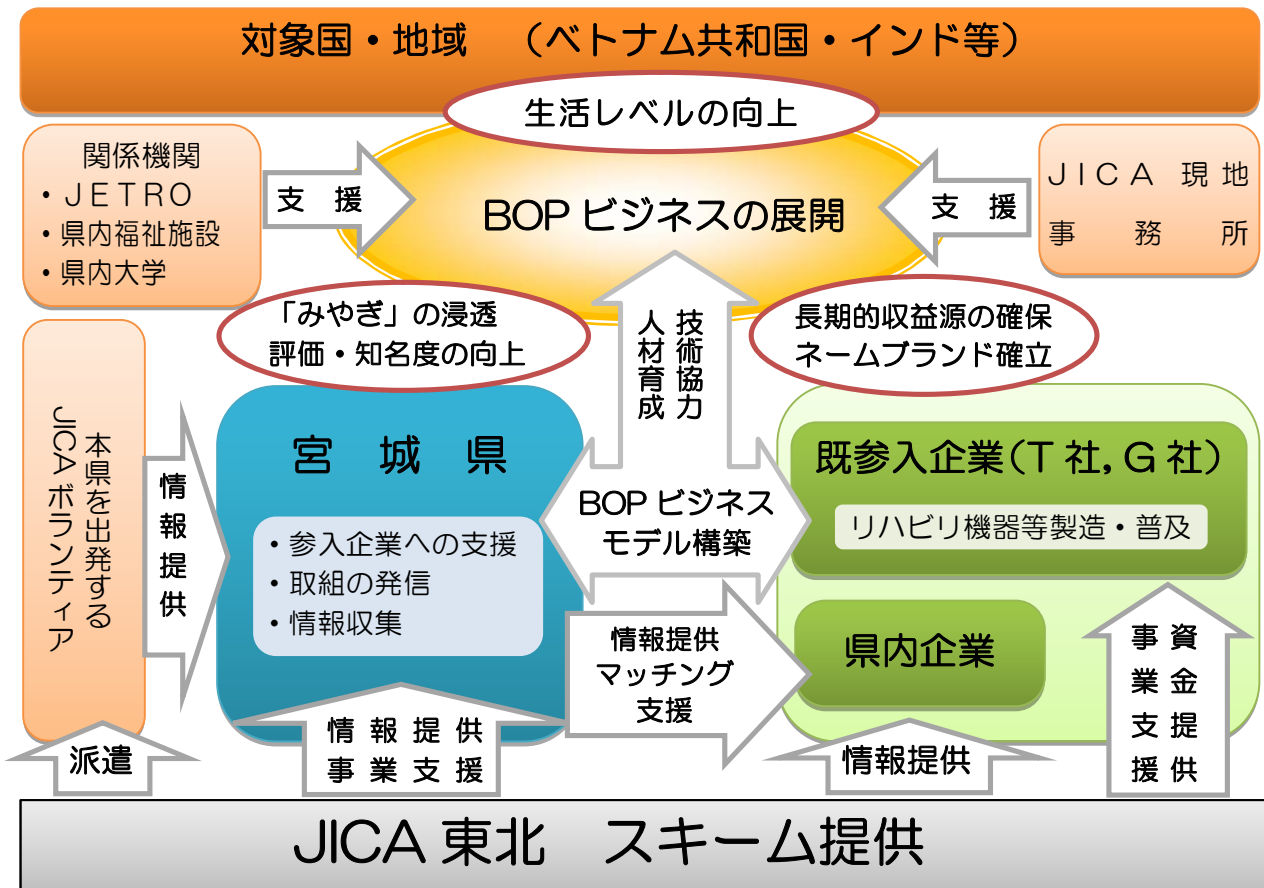 対象国・地域　（ベトナム共和国・インド等）
生活レベルの向上
関係機関
・ＪＥＴＲＯ
・県内福祉施設
・県内大学
支　援
BOP ビジネスの展開
支　援
ＪＩＣＡ 現 地
事　務　所
「みやぎ」の浸透
評価・知名度の向上
技術協力
人材育成
長期的収益源の確保
ネームブランド確立
本県を出発する
JICA ボランティア
情報提供
宮　城　県
・参入企業への支援
・取組の発信
・情報収集
BOP ビジネス
モデル構築
既参入企業(Ｔ社,Ｇ社)
リハビリ機器等製造・普及
県内企業
情報提供
マッチング
支援
資金提供
事業支援
派遣
情 報 提 供
事 業 支 援
情報提供
JICA 東北　スキーム提供